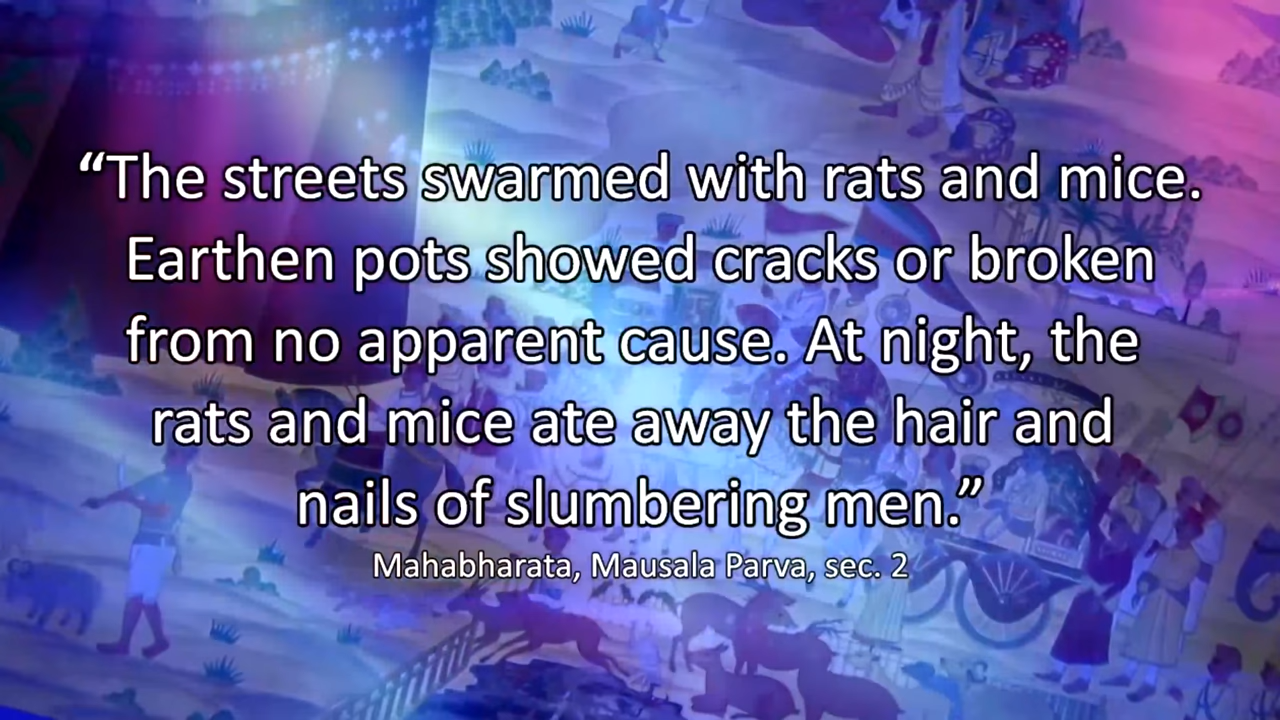 “The streets swarmed with rats and mice.
Earthen pots showed cracks or broken
from no apparent cause. At night, the
rats and mice ate away the hair and
nails of slumbering men.”
Mahabharata, Mausala Parva, sec. 2